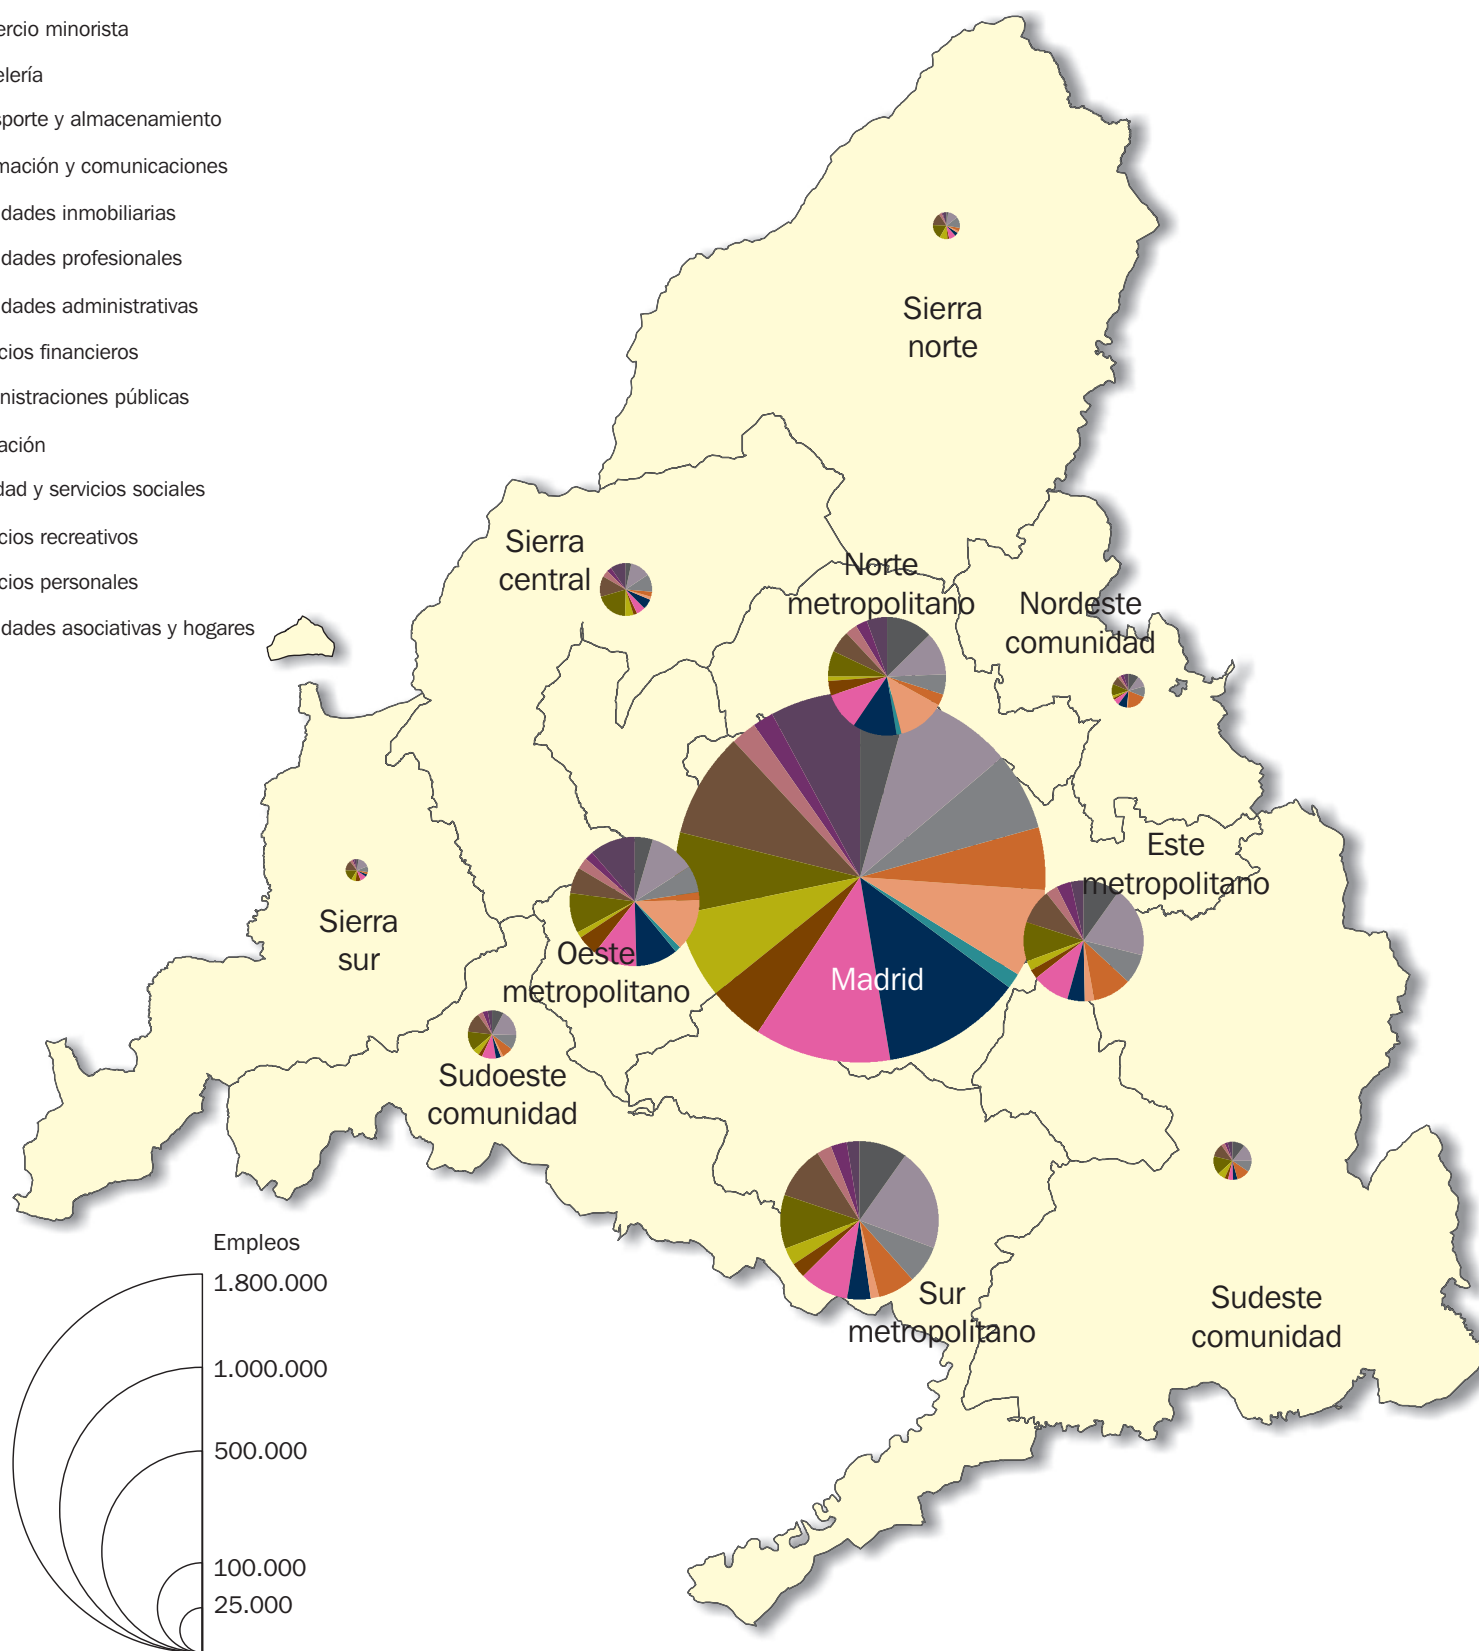 ercio minorista
elería
sporte y almacenamiento
mación y comunicaciones
dades inmobiliarias
dades profesionales
dades administrativas
cios financieros
nistraciones públicas
ación
dad y servicios sociales
cios recreativos
cios personales
dades asociativas y hogares
Sierra
norte
Sierra
central
Norte
metropolitano
Nordeste
comunidad
Este
metropolitano
Sierra
sur
Oeste
metropolitano
Madrid
Sudoeste
comunidad
Sur
metropolitano
Sudeste
comunidad
Empleos
1.800.000
1.000.000
500.000
100.000
25.000